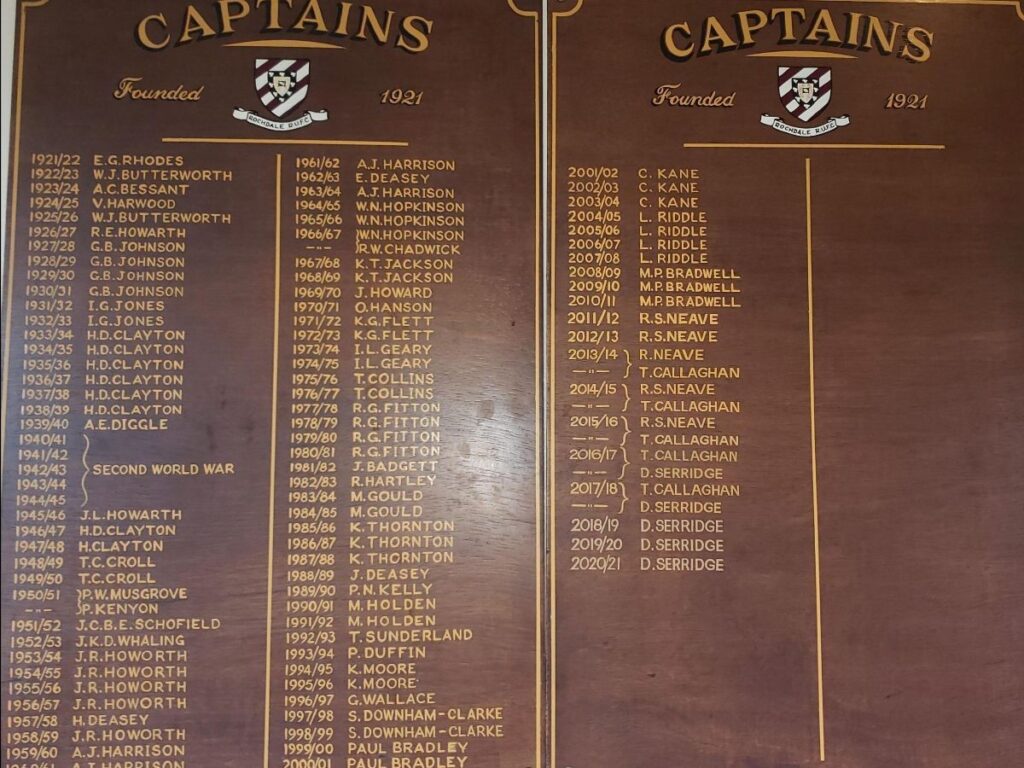 CAPTAINS
Founded 1921
ROCHDALE R.U.F.C.
1921/22 E.G.RHODES
1922/23 W.J.BUTTERWORTH
1923/24 A.C.BESSANT
1924/25 V.HARWOOD
1925/26 W.J.BUTTERWORTH
1926/27 R.E.HOWARTH
1927/28 G.B.JOHNSON
1928/29 G.B.JOHNSON
1929/30 G.B.JOHNSON
1930/31 G.B.JOHNSON
1931/32 I.G.JONES
1932/33 I.G.JONES
1933/34 H.D.CLAYTON
1934/35 H.D.CLAYTON
1935/36 H.D.CLAYTON
1936/37 H.D.CLAYTON
1937/38 H.D.CLAYTON
1938/39 H.D.CLAYTON
1939/40 A.E.DIGGLE
1940/41
1941/42
1942/43 SECOND WORLD WAR
1943/44
1944/45
1945/46 J.L.HOWARTH
1946/47 H.D.CLAYTON
1947/48 H.CLAYTON
1948/49 T.C.CROLL
1949/50 T.C.CROLL
1950/51 P.W.MUSGROVE
-"- P.KENYON
1951/52 J.C.B.E.SCHOFIELD
1952/53 J.K.D.WHALING
1953/54 J.R.HOWORTH
1954/55 J.R.HOWORTH
1955/56 J.R.HOWORTH
1956/57 J.R.HOWORTH
1957/58 H.DEASEY
1958/59 J.R.HOWORTH
1959/60 A.J.HARRISON
1960/61 A.J.HARRISON
1961/62 A.J.HARRISON
1962/63 E.DEASEY
1963/64 A.J.HARRISON
1964/65 W.N.HOPKINSON
1965/66 W.N.HOPKINSON
1966/67 W.N.HOPKINSON
-"- R.W.CHADWICK
1967/68 K.T.JACKSON
1968/69 K.T.JACKSON
1969/70 J.HOWARD
1970/71 O.HANSON
1971/72 K.G.FLETT
1972/73 K.G.FLETT
1973/74 I.L.GEARY
1974/75 I.L.GEARY
1975/76 T.COLLINS
1976/77 T.COLLINS
1977/78 R.G.FITTON
1978/79 R.G.FITTON
1979/80 R.G.FITTON
1980/81 R.G.FITTON
1981/82 J.BADGETT
1982/83 R.HARTLEY
1983/84 M.GOULD
1984/85 M.GOULD
1985/86 K.THORNTON
1986/87 K.THORNTON
1987/88 K.THORNTON
1988/89 J.DEASEY
1989/90 P.N.KELLY
1990/91 M.HOLDEN
1991/92 M.HOLDEN
1992/93 T.SUNDERLAND
1993/94 P.DUFFIN
1994/95 K.MOORE
1995/96 K.MOORE
1996/97 G.WALLACE
1997/98 S.DOWNHAM-CLARKE
1998/99 S.DOWNHAM-CLARKE
1999/00 PAUL BRADLEY
2000/01 PAUL BRADLEY
CAPTAINS
Founded 1921
ROCHDALE R.U.F.C
2001/02 C. KANE
2002/03 C. KANE
2003/04 C. KANE
2004/05 L. RIDDLE
2005/06 L. RIDDLE
2006/07 L. RIDDLE
2007/08 L. RIDDLE
2008/09 M.P.BRADWELL
2009/10 M.P.BRADWELL
2010/11 M.P.BRADWELL
2011/12 R.S.NEAVE
2012/13 R.S.NEAVE
2013/14 R.NEAVE
-"- T.CALLAGHAN
2014/15 R.S.NEAVE
-"- T.CALLAGHAN
2015/16 R.S.NEAVE
-"- T.CALLAGHAN
2016/17 T.CALLAGHAN
-"- D.SERRIDGE
2017/18 T.CALLAGHAN
-"- D.SERRIDGE
2018/19 D.SERRIDGE
2019/20 D.SERRIDGE
2020/21 D.SERRIDGE